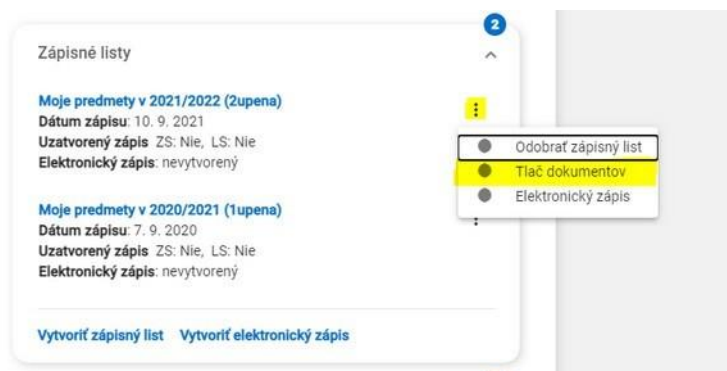 2
Zápisné listy
Moje predmety v 2021/2022 (2upena)
Dátum zápisu: 10. 9. 2021
Uzatvorený zápis ZS: Nie, LS: Nie
Elektronický zápis: nevytvorený
Odobrať zápisný list
Tlač dokumentov
Elektronický zápis
Moje predmety v 2020/2021 (1upena)
Dátum zápisu: 7. 9. 2020
Uzatvorený zápis ZS: Nie, LS: Nie
Elektronický zápis: nevytvorený
Vytvoriť zápisný list Vytvoriť elektronický zápis